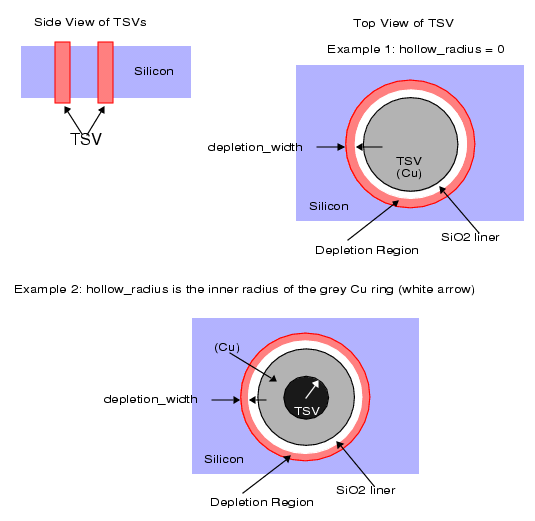 Side View of TSVs
Silicon
TSV
Top View of TSV
Example 1: hollow_radius = 0
depletion_width
TSV
(Cu)
Silicon
SiO2 liner
Depletion Region
Example 2: hollow_radius is the inner radius of the grey Cu ring (white arrow)
(Cu)
depletion_width
TSV
Silicon
SiO2 liner
Depletion Region